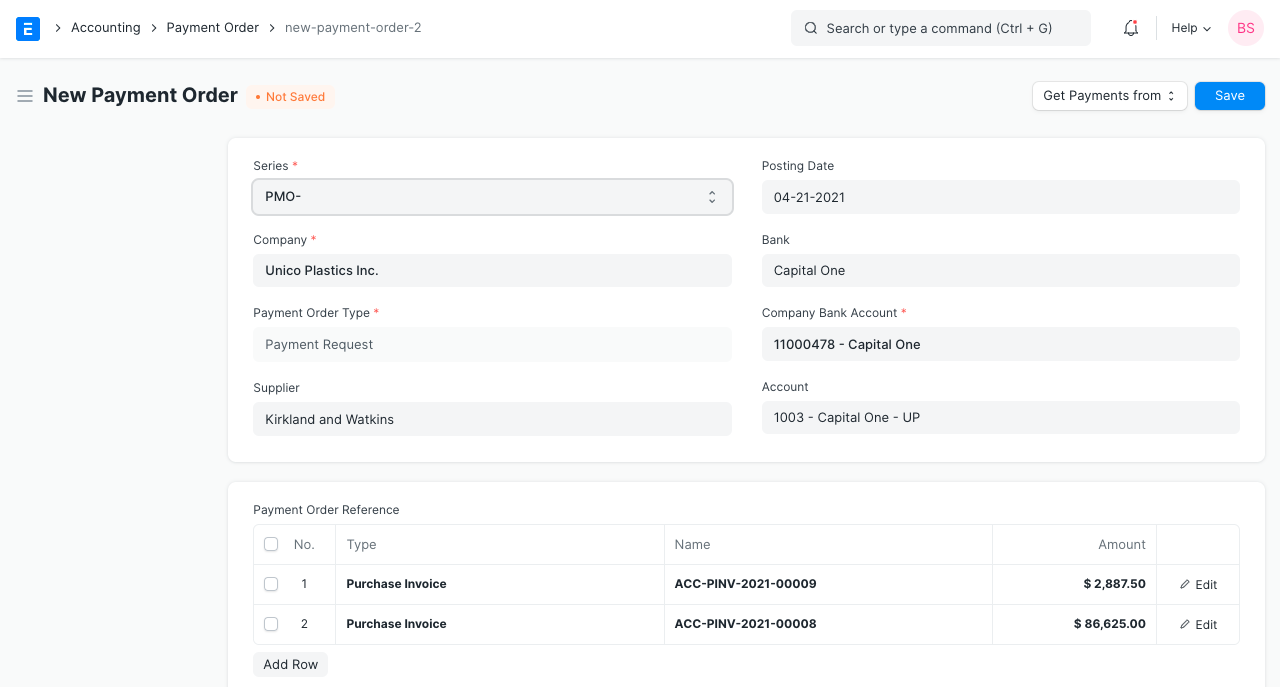 E > Accounting > Payment Order > new-payment-order-2 Search or type a command (Ctrl + G) Help BS
New Payment Order • Not Saved Get Payments from Save
Series * Posting Date
PMO- 04-21-2021
Company * Bank
Unico Plastics Inc. Capital One
Payment Order Type * Company Bank Account *
Payment Request 11000478 - Capital One
Supplier Account
Kirkland and Watkins 1003 - Capital One - UP
Payment Order Reference
No. Type Name Amount
1 Purchase Invoice ACC-PINV-2021-00009 $ 2,887.50 Edit
2 Purchase Invoice ACC-PINV-2021-00008 $ 86,625.00 Edit
Add Row